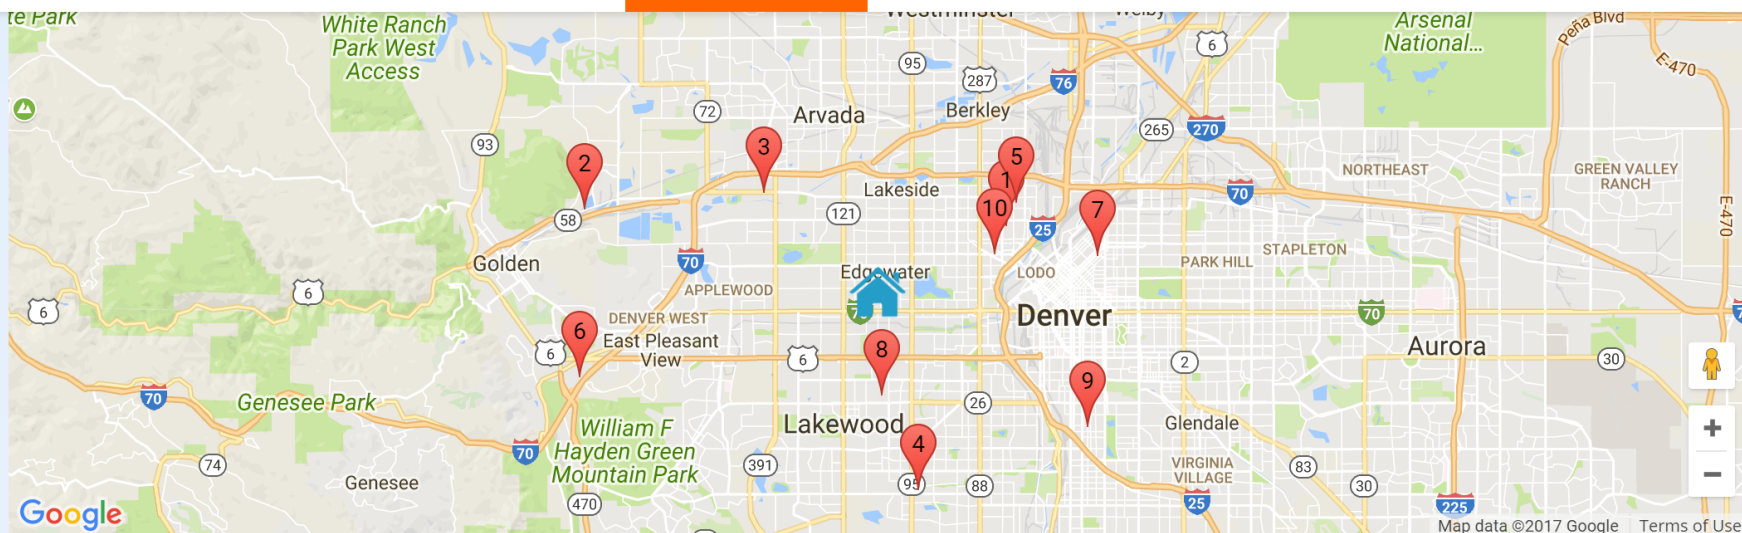 te Park
White Ranch
Park West
Access
Westminster
Welby
Arsenal
National...
Peña Blvd
E-470
6
95
287
76
72
Arvada
Berkley
265
270
93
2
3
5
1
10
7
NORTHEAST
GREEN VALLEY
RANCH
Lakeside
70
58
121
25
E-470
Golden
70
Edgewater
LODO
PARK HILL
STAPLETON
6
6
APPLEWOOD
DENVER WEST
Denver
70
6
East Pleasant
View
6
6
8
2
Aurora
30
70
Genesee Park
9
26
Lakewood
Glendale
William F
Hayden Green
Mountain Park
70
4
74
Genesee
391
95
88
VIRGINIA
VILLAGE
83
30
470
25
225
Google
Map data ©2017 Google
Terms of Use